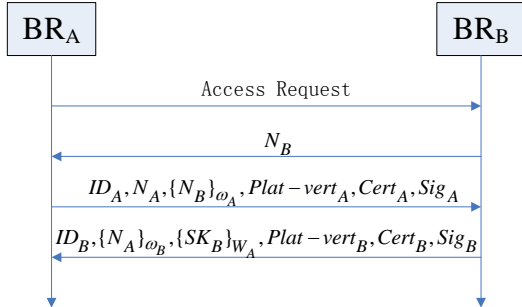 BR_A
BR_B
Access Request
N_B
ID_A, N_A, {N_B}_{ω_A}, Plat-vert_A, Cert_A, Sig_A
ID_B, {N_A}_{ω_B}, {SK_B}_{W_A}, Plat-vert_B, Cert_B, Sig_B